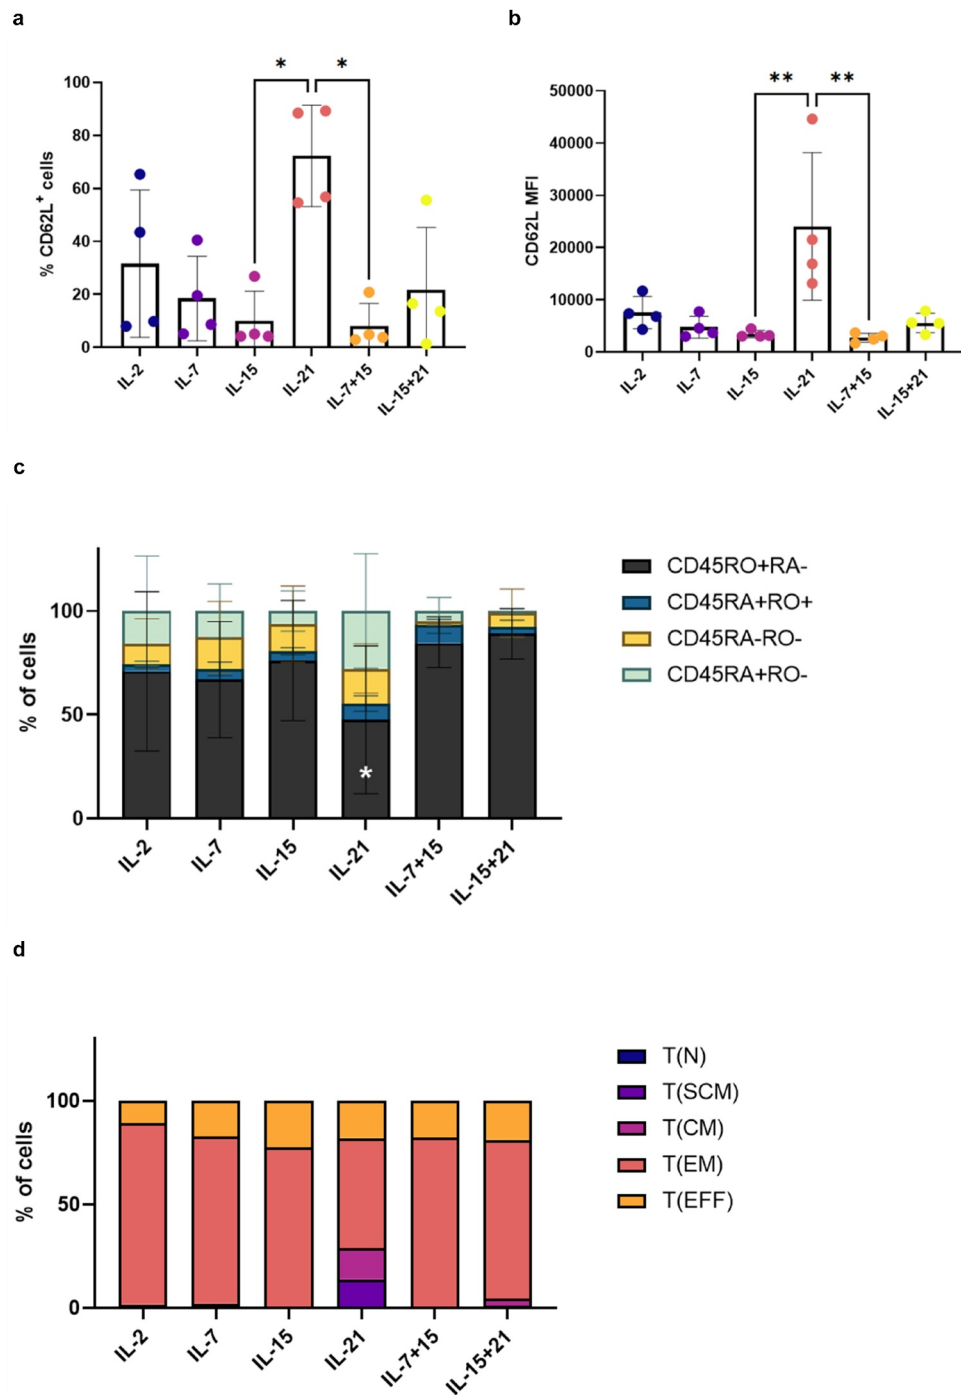 a
% CD62L+ cells
100
80
60
40
20
0
* *
IL-2 IL-7 IL-15 IL-21 IL-7+15 IL-15+21
b
CD62L MFI
50000
40000
30000
20000
10000
0
** **
IL-2 IL-7 IL-15 IL-21 IL-7+15 IL-15+21
c
% of cells
100
50
0
*
IL-2 IL-7 IL-15 IL-21 IL-7+15 IL-15+21
CD45RO+RA-
CD45RA+RO+
CD45RA-RO-
CD45RA+RO-
d
% of cells
100
50
0
IL-2 IL-7 IL-15 IL-21 IL-7+15 IL-15+21
T(N)
T(SCM)
T(CM)
T(EM)
T(EFF)